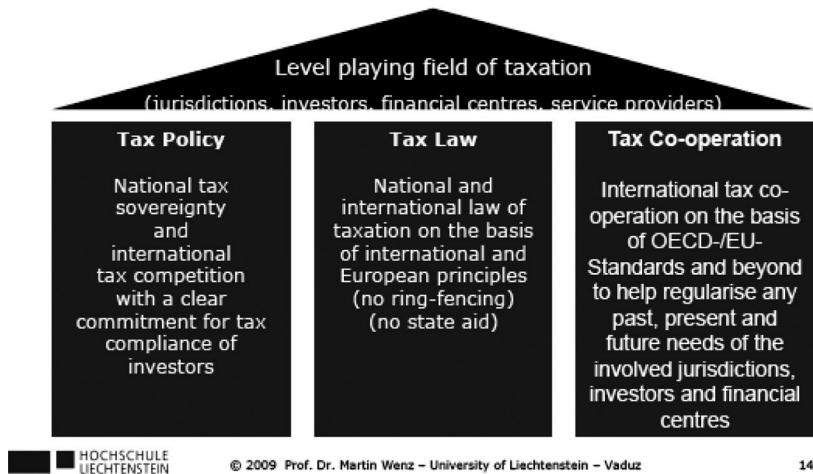 Level playing field of taxation
(jurisdictions, investors, financial centres, service providers)
Tax Policy
National tax
sovereignty
and
international
tax competition
with a clear
commitment for tax
compliance of
investors
Tax Law
National and
international law of
taxation on the basis
of international and
European principles
(no ring-fencing)
(no state aid)
Tax Co-operation
International tax co-
operation on the basis
of OECD-/EU-
Standards and beyond
to help regularise any
past, present and
future needs of the
involved jurisdictions,
investors and financial
centres
HOCHSCHULE
LIECHTENSTEIN
© 2009 Prof. Dr. Martin Wenz – University of Liechtenstein – Vaduz
14